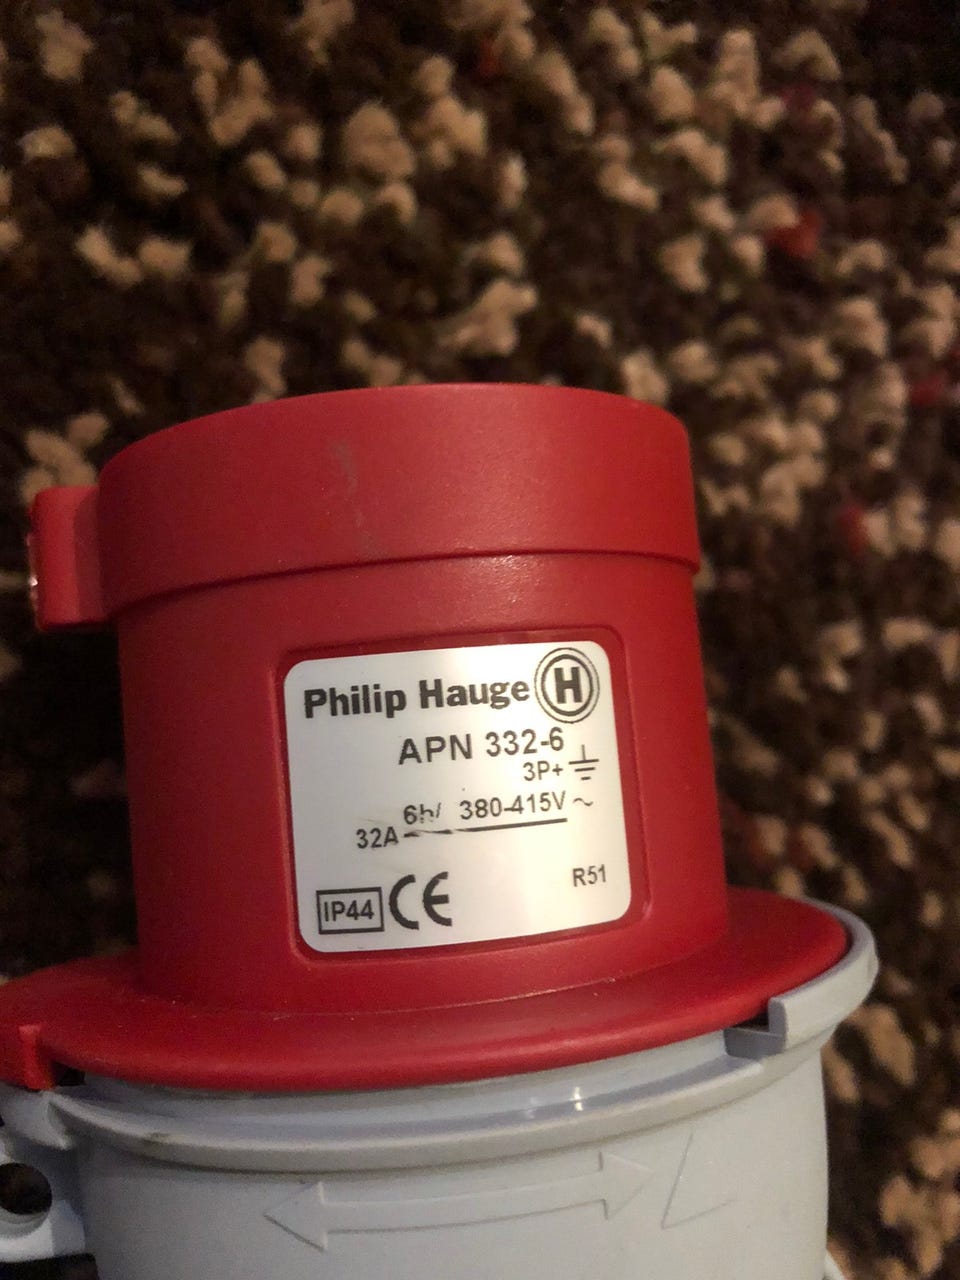 Philip Hauge H
APN 332-6
3P+⏚
6h/ 380-415V ~
32A
R51
IP44 CE